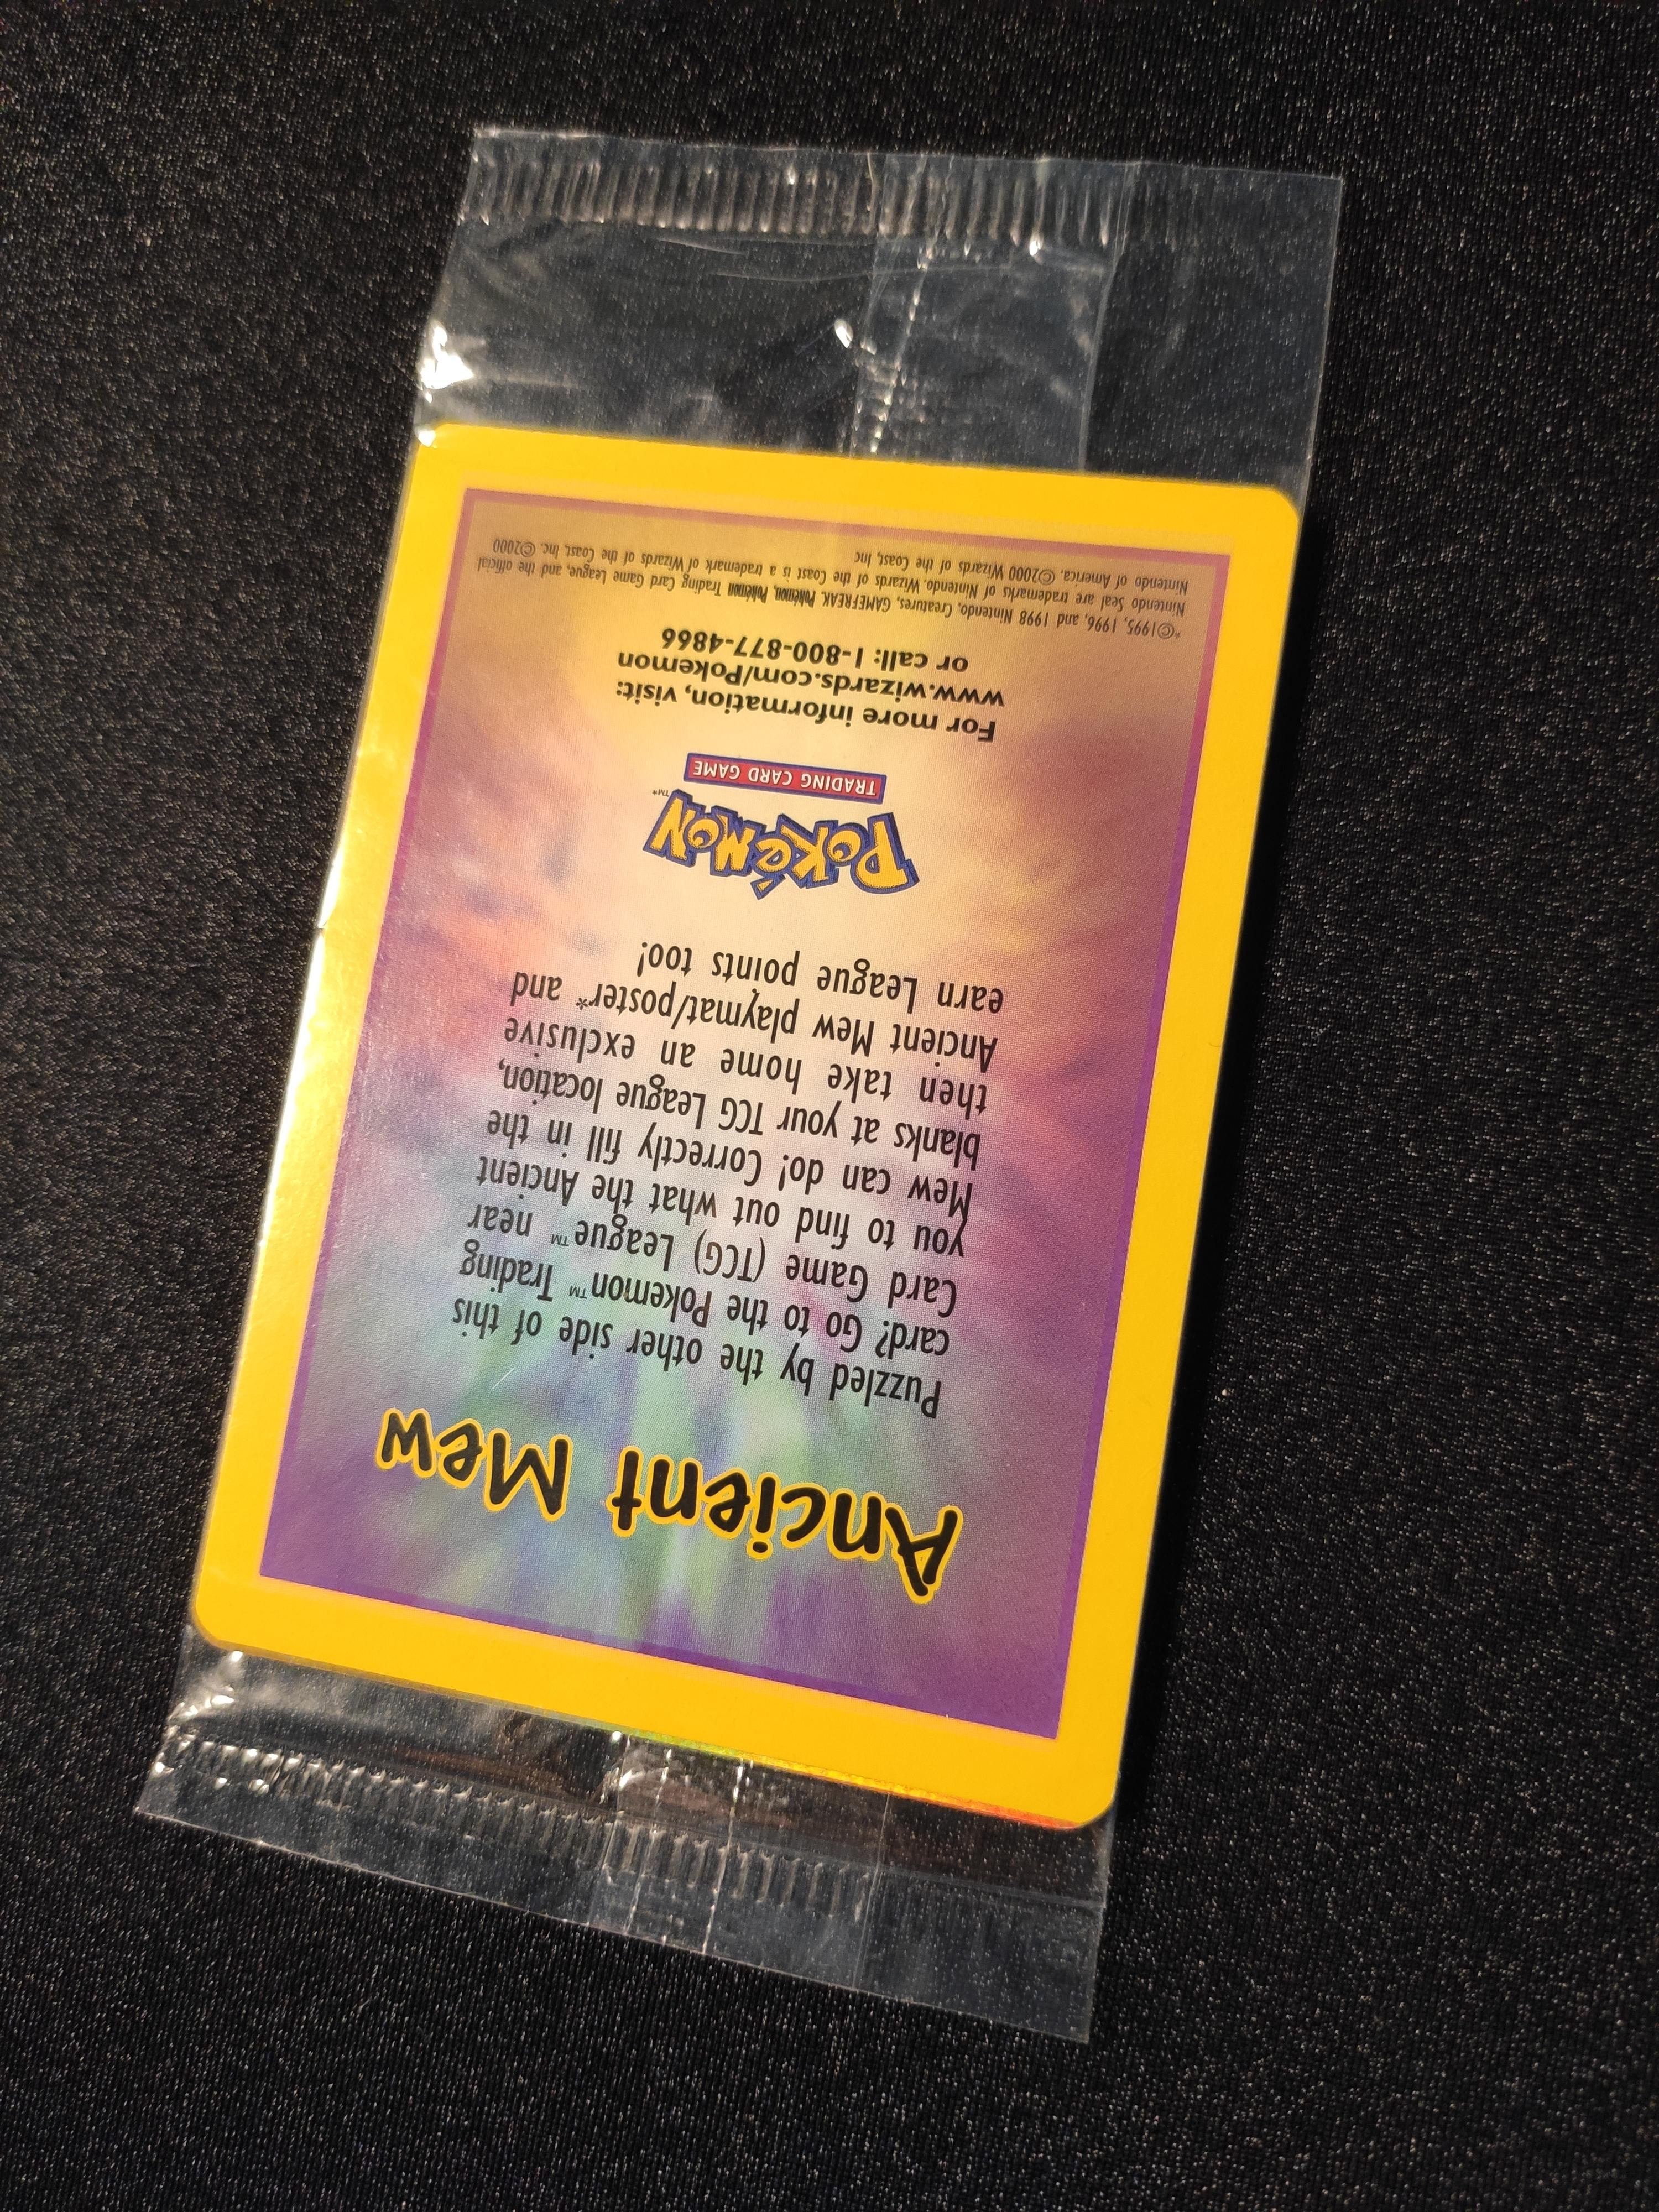 Ancient Mew
Puzzled by the other side of this
card? Go to the Pokemon™ Trading
Card Game (TCG) League™ near
you to find out what the Ancient
Mew can do! Correctly fill in the
blanks at your TCG League location,
then take home an exclusive
Ancient Mew playmat/poster* and
earn League points too!
POKéMON™*
TRADING CARD GAME
For more information, visit:
www.wizards.com/Pokemon
or call: 1-800-877-4866
*©1995, 1996, and 1998 Nintendo, Creatures, GAMEFREAK. Pokémon, Pokémon Trading Card Game League, and the official
Nintendo Seal are trademarks of Nintendo. Wizards of the Coast is a trademark of Wizards of the Coast, Inc. ©2000
Nintendo of America. ©2000 Wizards of the Coast, Inc